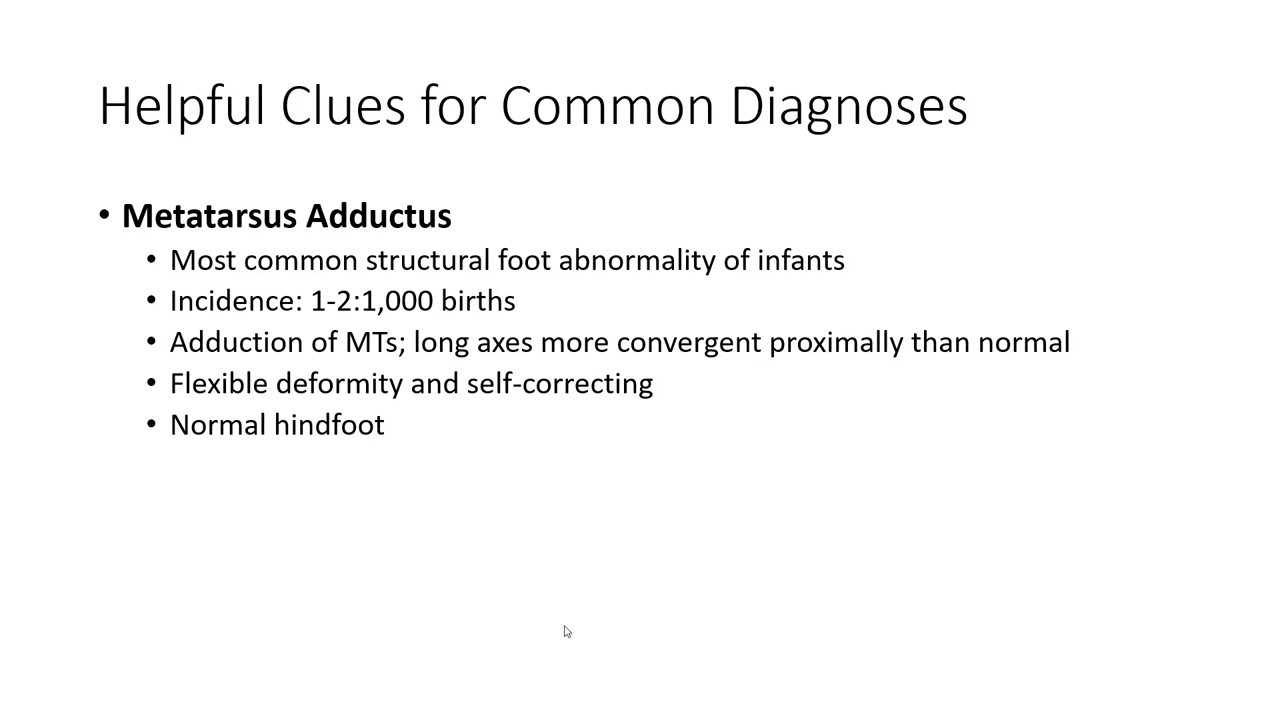 Helpful Clues for Common Diagnoses
• Metatarsus Adductus
• Most common structural foot abnormality of infants
• Incidence: 1-2:1,000 births
• Adduction of MTs; long axes more convergent proximally than normal
• Flexible deformity and self-correcting
• Normal hindfoot